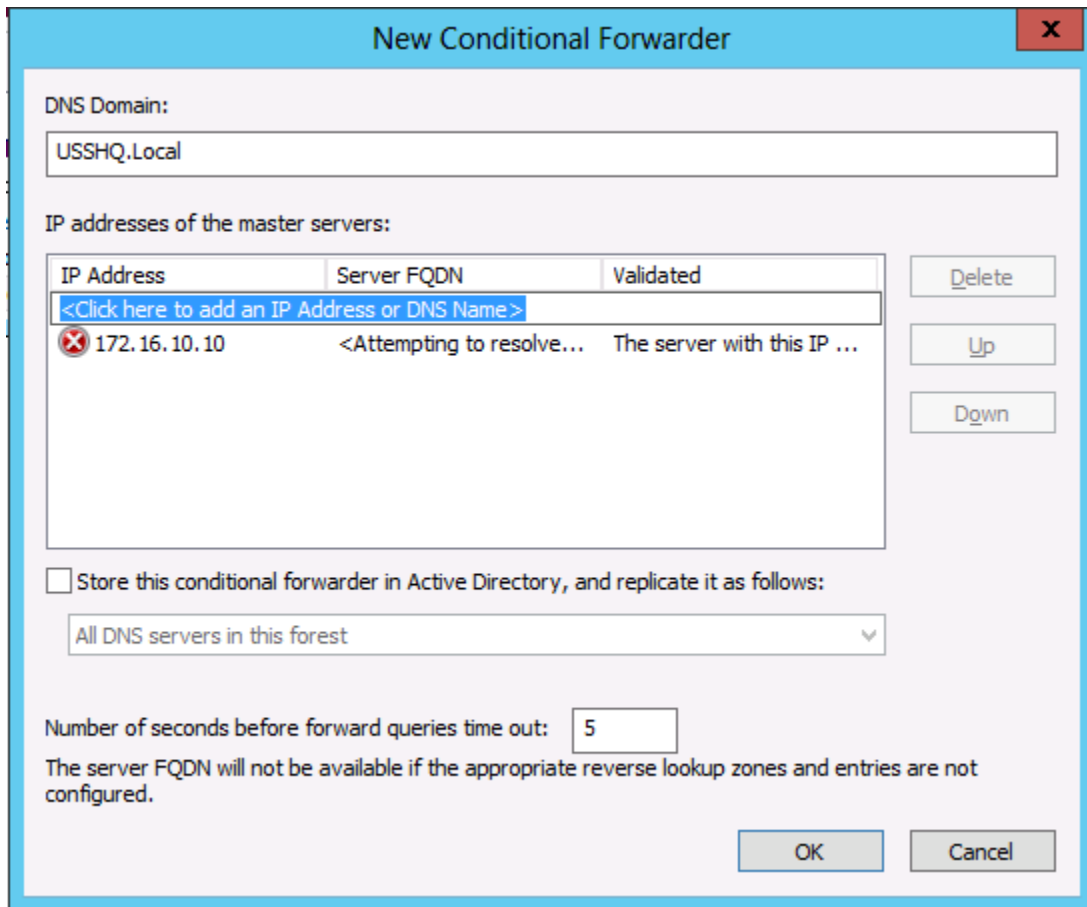 New Conditional Forwarder
x
DNS Domain:
USSHQ.Local
IP addresses of the master servers:
IP Address Server FQDN Validated
<Click here to add an IP Address or DNS Name>
172.16.10.10 <Attempting to resolve... The server with this IP ...
Delete
Up
Down
Store this conditional forwarder in Active Directory, and replicate it as follows:
All DNS servers in this forest
Number of seconds before forward queries time out: 5
The server FQDN will not be available if the appropriate reverse lookup zones and entries are not
configured.
OK Cancel